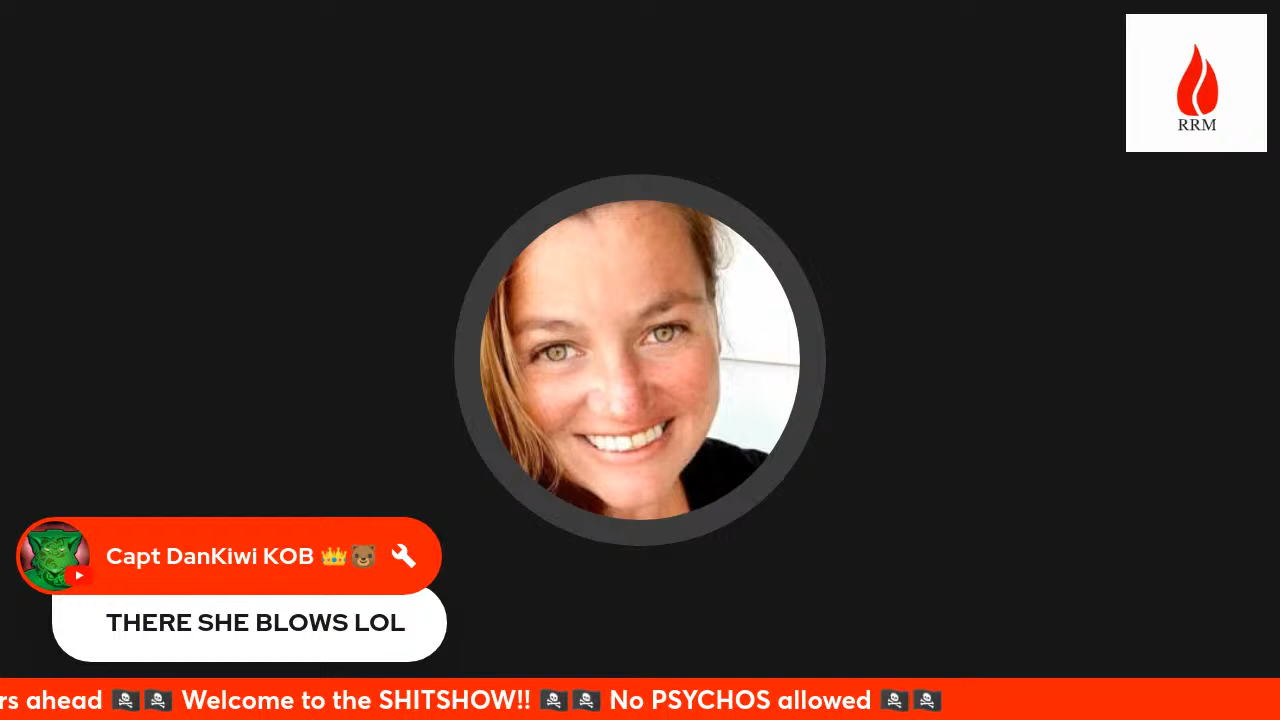 RRM
Capt DanKiwi KOB 👑🐻
THERE SHE BLOWS LOL
rs ahead 🏴‍☠️🏴‍☠️ Welcome to the SHITSHOW!! 🏴‍☠️🏴‍☠️ No PSYCHOS allowed 🏴‍☠️🏴‍☠️